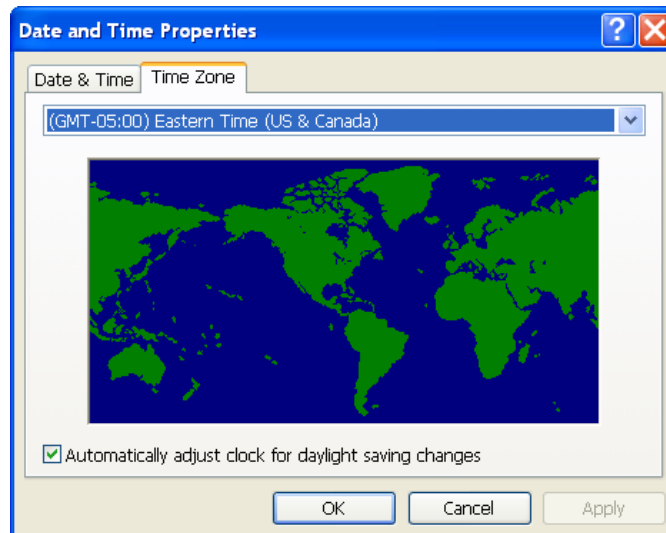 Date and Time Properties
Date & Time
Time Zone
(GMT-05:00) Eastern Time (US & Canada)
Automatically adjust clock for daylight saving changes
OK
Cancel
Apply